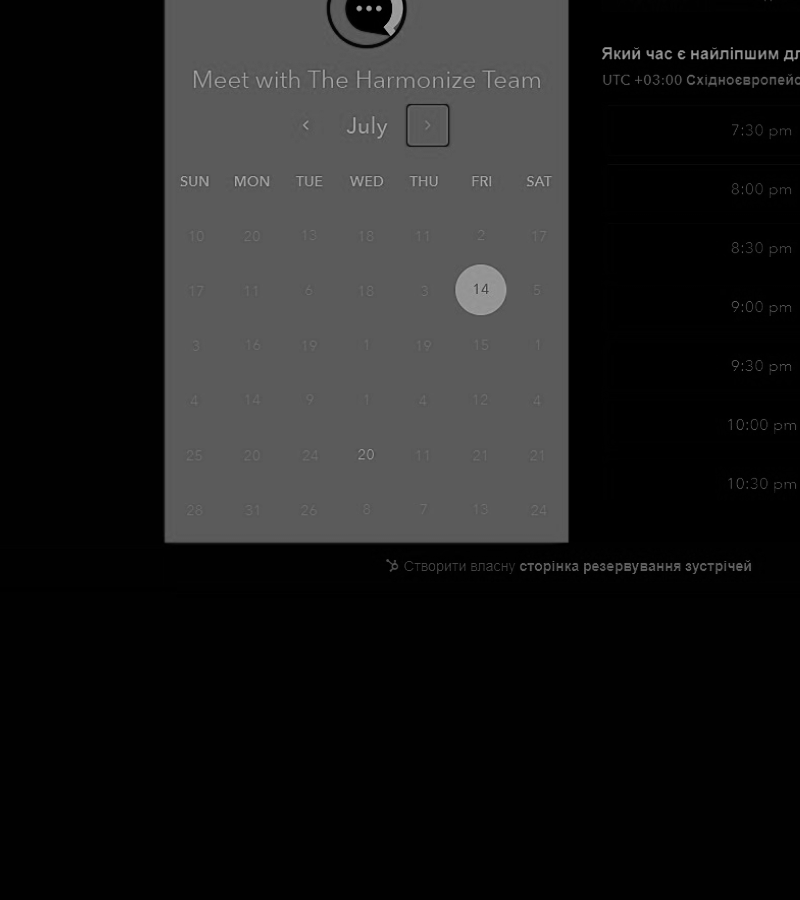 Meet with The Harmonize Team
July
SUN MON TUE WED THU FRI SAT
10 20 13 18 11 2 17
17 11 6 18 3 14 5
3 16 19 1 19 15 1
4 14 9 1 4 12 4
25 20 24 20 11 21 21
28 31 26 8 7 13 24
Який час є найліпшим
UTC +03:00
7:30 pm
8:00 pm
8:30 pm
9:00 pm
9:30 pm
10:00 pm
10:30 pm
Створити власну сторінка резервування зустрічей